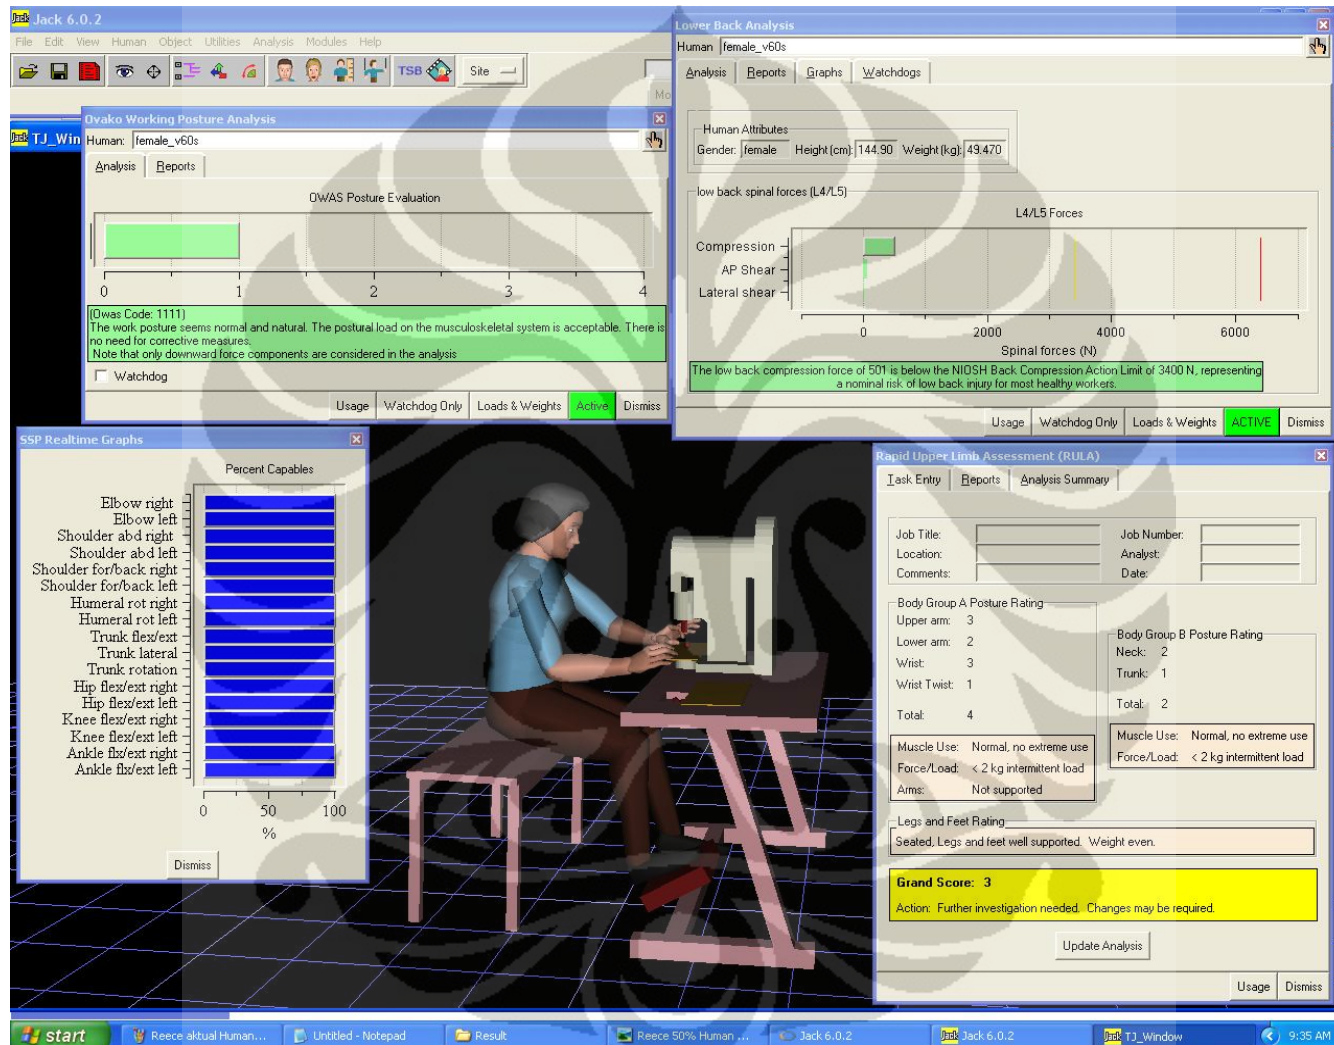 Jack 6.0.2
File Edit View Human Object Utilities Analysis Modules Help
TSB Site
Mo
TJ_Win
Ovako Working Posture Analysis
Human: female_v60s
Analysis Reports
OWAS Posture Evaluation
0 1 2 3 4
(Owas Code: 1111)
The work posture seems normal and natural. The postural load on the musculoskeletal system is acceptable. There is
no need for corrective measures.
Note that only downward force components are considered in the analysis
Watchdog
Usage Watchdog Only Loads & Weights Active Dismiss
Lower Back Analysis
Human female_v60s
Analysis Reports Graphs Watchdogs
Human Attributes
Gender: female Height(cm): 144.90 Weight(kg): 49.470
low back spinal forces (L4/L5)
L4/L5 Forces
Compression
AP Shear
Lateral shear
0 2000 4000 6000
Spinal forces (N)
The low back compression force of 501 is below the NIOSH Back Compression Action Limit of 3400 N, representing
a nominal risk of low back injury for most healthy workers.
Usage Watchdog Only Loads & Weights ACTIVE Dismiss
SSP Realtime Graphs
Percent Capables
Elbow right
Elbow left
Shoulder abd right
Shoulder abd left
Shoulder for/back right
Shoulder for/back left
Humeral rot right
Humeral rot left
Trunk flex/ext
Trunk lateral
Trunk rotation
Hip flex/ext right
Hip flex/ext left
Knee flex/ext right
Knee flex/ext left
Ankle flx/ext right
Ankle flx/ext left
0 50 100
%
Dismiss
Rapid Upper Limb Assessment (RULA)
Task Entry Reports Analysis Summary
Job Title: Job Number:
Location: Analyst:
Comments: Date:
Body Group A Posture Rating
Upper arm: 3
Lower arm: 2
Wrist: 3
Wrist Twist: 1
Total: 4
Muscle Use: Normal, no extreme use
Force/Load: < 2 kg intermittent load
Arms: Not supported
Body Group B Posture Rating
Neck: 2
Trunk: 1
Total: 2
Muscle Use: Normal, no extreme use
Force/Load: < 2 kg intermittent load
Legs and Feet Rating
Seated, Legs and feet well supported. Weight even.
Grand Score: 3
Action: Further investigation needed. Changes may be required.
Update Analysis
Usage Dismiss
start Reece aktual Human... Untitled - Notepad Result Reece 50% Human ... Jack 6.0.2 Jack 6.0.2 TJ_Window 9:35 AM